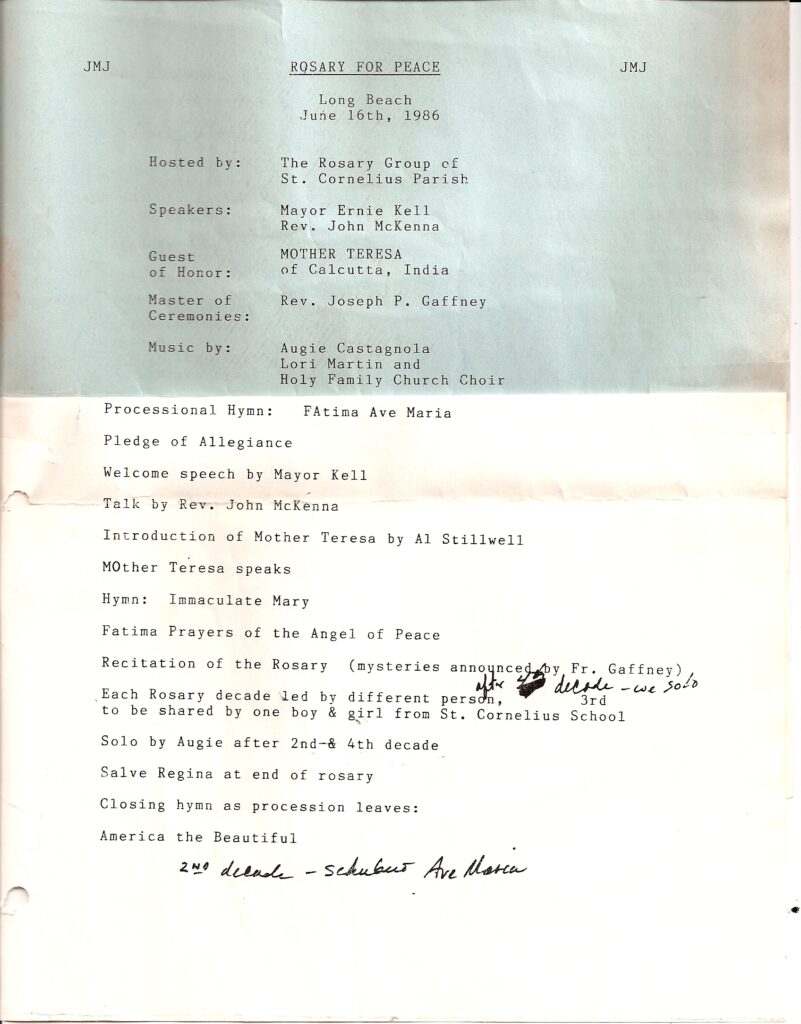 JMJ ROSARY FOR PEACE JMJ
Long Beach
June 16th, 1986
Hosted by: The Rosary Group of
St. Cornelius Parish
Speakers: Mayor Ernie Kell
Rev. John McKenna
Guest MOTHER TERESA
of Honor: of Calcutta, India
Master of Rev. Joseph P. Gaffney
Ceremonies:
Music by: Augie Castagnola
Lori Martin and
Holy Family Church Choir
Processional Hymn: FAtima Ave Maria
Pledge of Allegiance
Welcome speech by Mayor Kell
Talk by Rev. John McKenna
Introduction of Mother Teresa by Al Stillwell
MOther Teresa speaks
Hymn: Immaculate Mary
Fatima Prayers of the Angel of Peace
Recitation of the Rosary (mysteries announced by Fr. Gaffney)
after decade - we solo
Each Rosary decade led by different person, 3rd
to be shared by one boy & girl from St. Cornelius School
Solo by Augie after 2nd & 4th decade
Salve Regina at end of rosary
Closing hymn as procession leaves:
America the Beautiful
2ND decade - Schubert Ave Maria